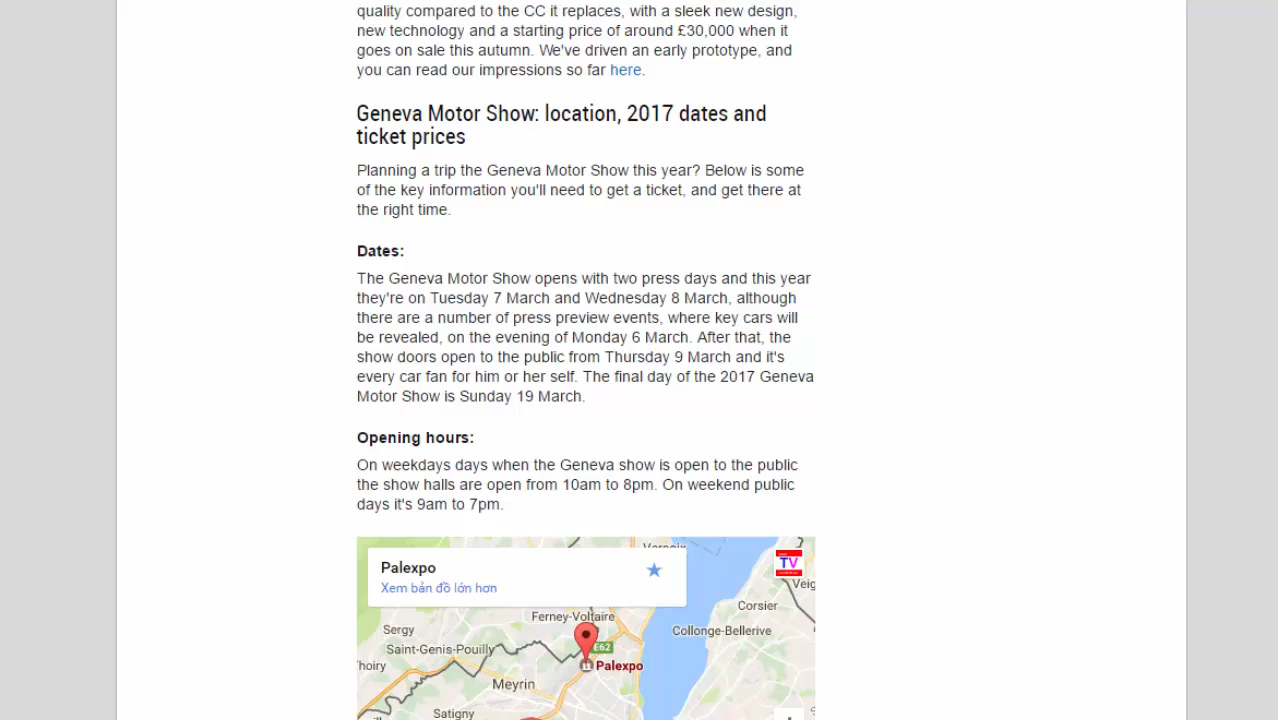 quality compared to the CC it replaces, with a sleek new design,
new technology and a starting price of around £30,000 when it
goes on sale this autumn. We've driven an early prototype, and
you can read our impressions so far here.
Geneva Motor Show: location, 2017 dates and
ticket prices
Planning a trip the Geneva Motor Show this year? Below is some
of the key information you'll need to get a ticket, and get there at
the right time.
Dates:
The Geneva Motor Show opens with two press days and this year
they're on Tuesday 7 March and Wednesday 8 March, although
there are a number of press preview events, where key cars will
be revealed, on the evening of Monday 6 March. After that, the
show doors open to the public from Thursday 9 March and it's
every car fan for him or her self. The final day of the 2017 Geneva
Motor Show is Sunday 19 March.
Opening hours:
On weekdays days when the Geneva show is open to the public
the show halls are open from 10am to 8pm. On weekend public
days it's 9am to 7pm.
Palexpo
Xem bản đồ lớn hơn
TV
Veig
Corsier
Ferney-Voltaire
Sergy
Collonge-Bellerive
Saint-Genis-Pouilly
E62
Thoiry
Palexpo
Meyrin
Satigny